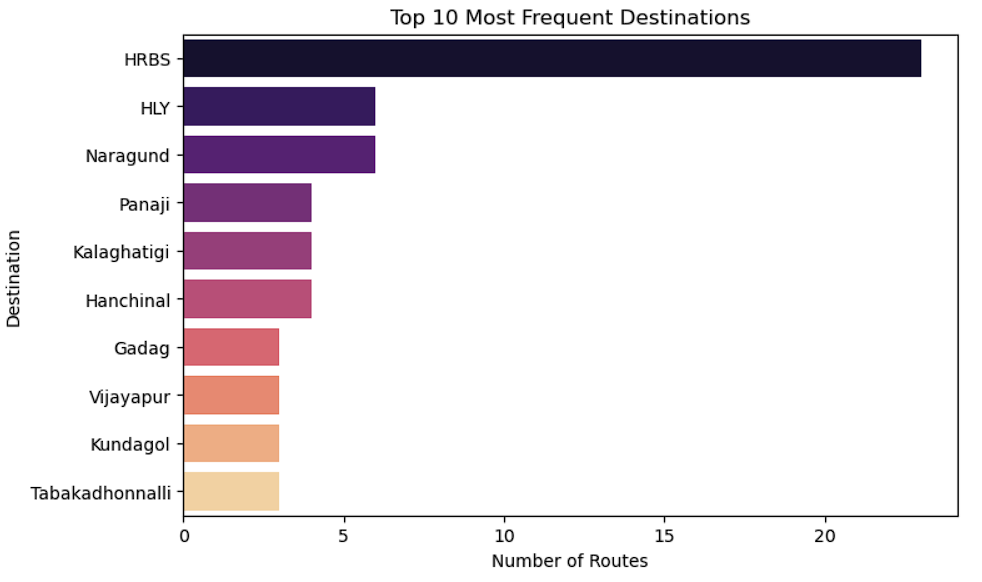 Top 10 Most Frequent Destinations
Destination
HRBS
HLY
Naragund
Panaji
Kalaghatigi
Hanchinal
Gadag
Vijayapur
Kundagol
Tabakadhonnalli
0 5 10 15 20
Number of Routes